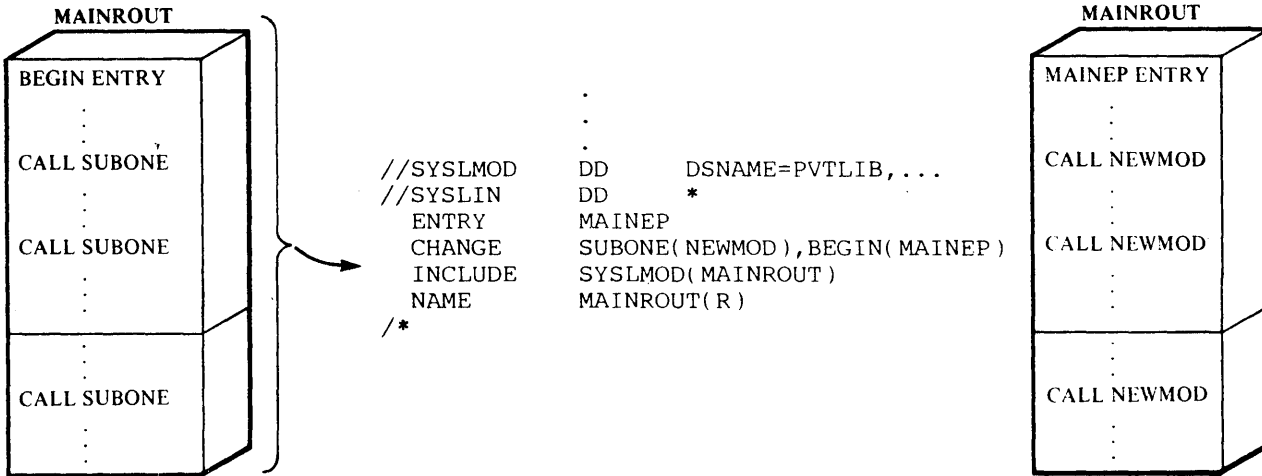 MAINROUT
BEGIN ENTRY
.
.
.
CALL SUBONE
.
.
.
CALL SUBONE
.
.
.
CALL SUBONE
.
.
.
.
.
.
//SYSLMOD DD DSNAME=PVTLIB,...
//SYSLIN DD *
ENTRY MAINEP
CHANGE SUBONE(NEWMOD),BEGIN(MAINEP)
INCLUDE SYSLMOD(MAINROUT)
NAME MAINROUT(R)
/*
MAINROUT
MAINEP ENTRY
.
.
.
CALL NEWMOD
.
.
.
CALL NEWMOD
.
.
.
CALL NEWMOD
.
.
.